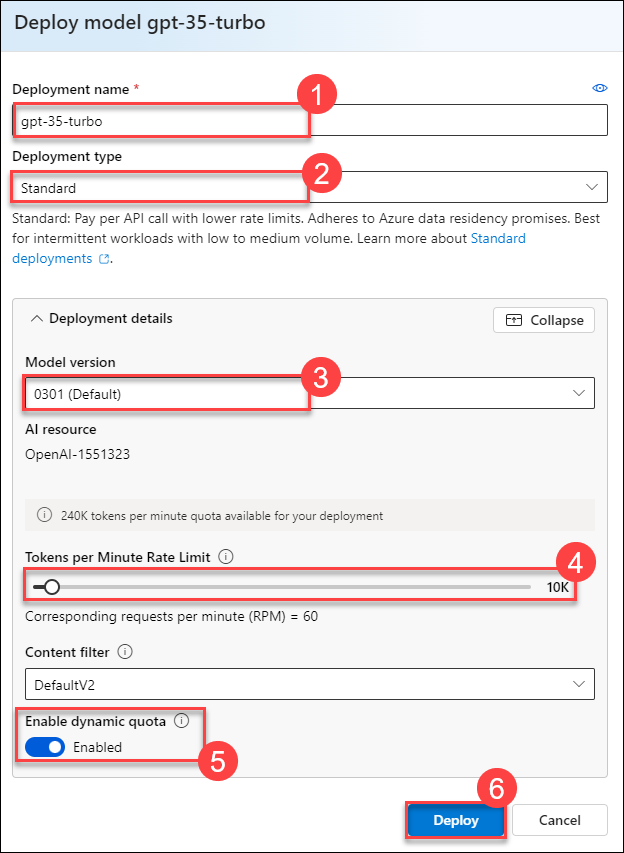 Deploy model gpt-35-turbo
Deployment name *
1
gpt-35-turbo
Deployment type
2
Standard
Standard: Pay per API call with lower rate limits. Adheres to Azure data residency promises. Best
for intermittent workloads with low to medium volume. Learn more about Standard
deployments.
Deployment details
Collapse
Model version
3
0301 (Default)
AI resource
OpenAI-1551323
240K tokens per minute quota available for your deployment
Tokens per Minute Rate Limit
4
10K
Corresponding requests per minute (RPM) = 60
Content filter
DefaultV2
Enable dynamic quota
Enabled
5
6
Deploy
Cancel